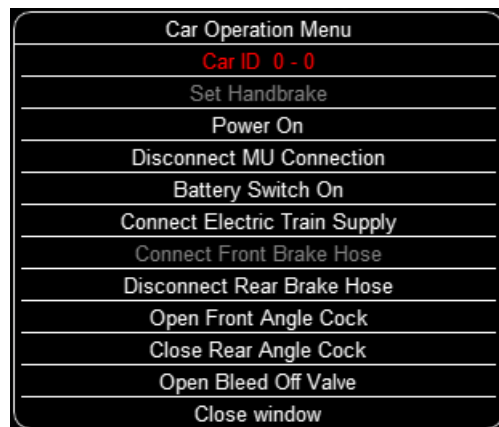 Car Operation Menu
Car ID  0 - 0
Set Handbrake
Power On
Disconnect MU Connection
Battery Switch On
Connect Electric Train Supply
Connect Front Brake Hose
Disconnect Rear Brake Hose
Open Front Angle Cock
Close Rear Angle Cock
Open Bleed Off Valve
Close window